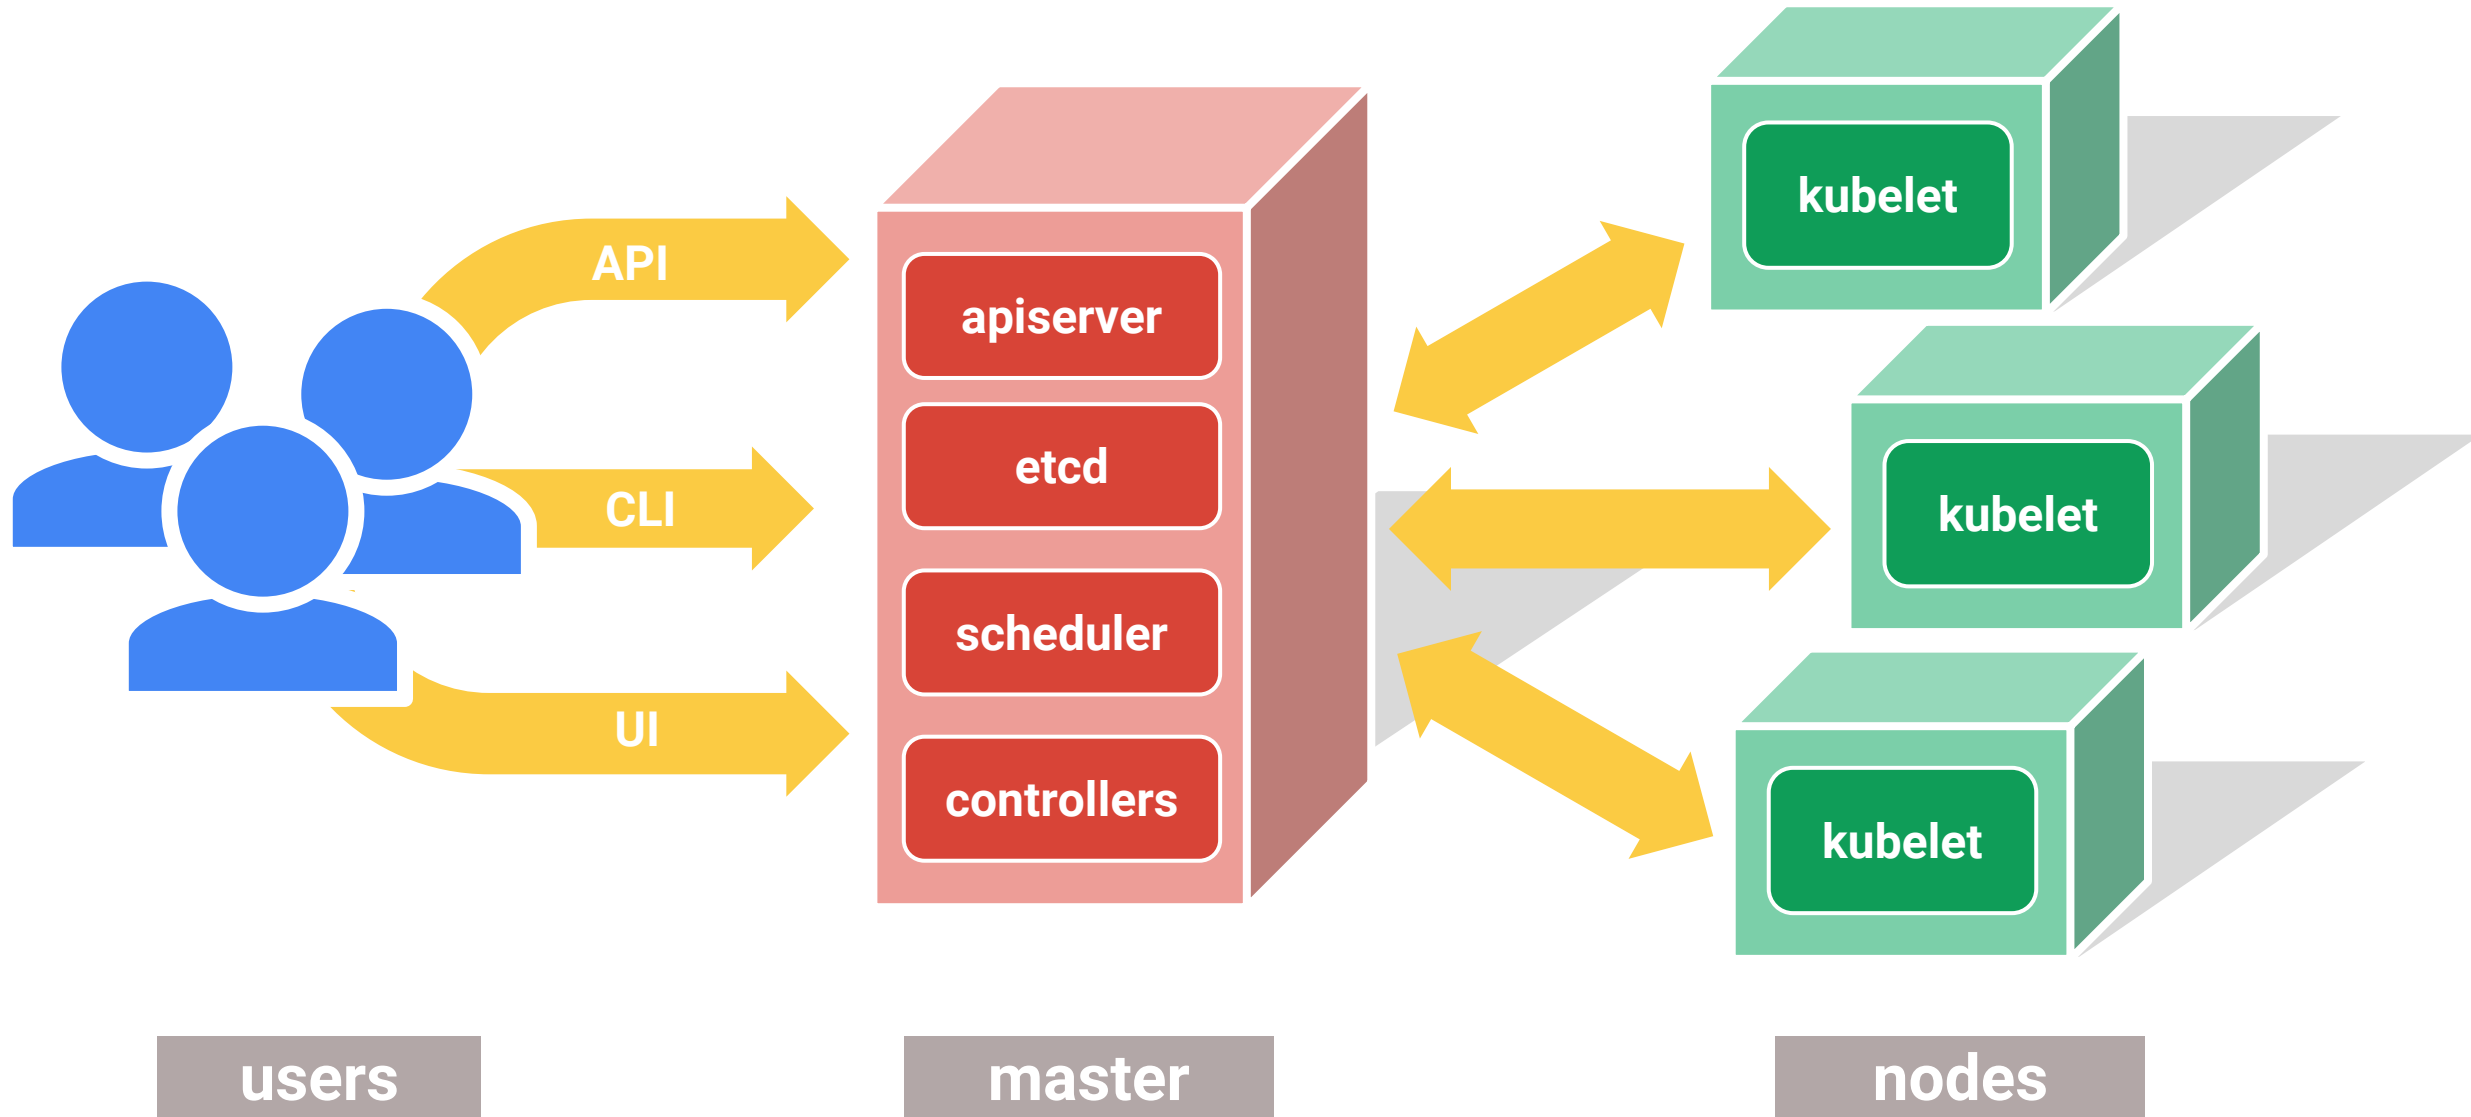 API
CLI
UI
apiserver
etcd
scheduler
controllers
kubelet
kubelet
kubelet
users
master
nodes